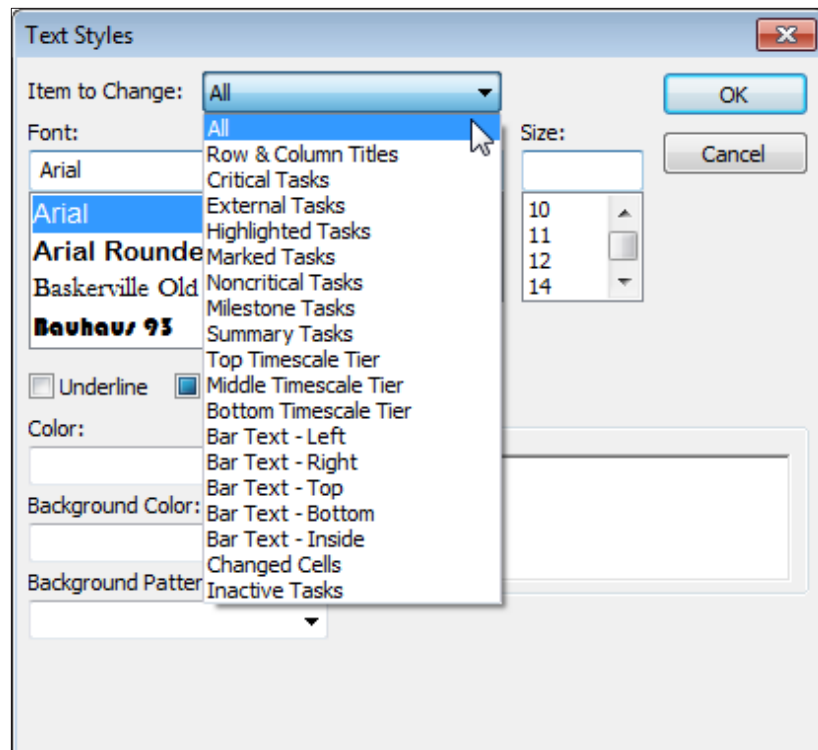 Text Styles
Item to Change:
All
OK
Font:
Size:
Cancel
Arial
Arial
Arial Rounde
Baskerville Old
Bauhaus 93
All
Row & Column Titles
Critical Tasks
External Tasks
Highlighted Tasks
Marked Tasks
Noncritical Tasks
Milestone Tasks
Summary Tasks
Top Timescale Tier
Middle Timescale Tier
Bottom Timescale Tier
Bar Text - Left
Bar Text - Right
Bar Text - Top
Bar Text - Bottom
Bar Text - Inside
Changed Cells
Inactive Tasks
10
11
12
14
Underline
Color:
Background Color:
Background Patter